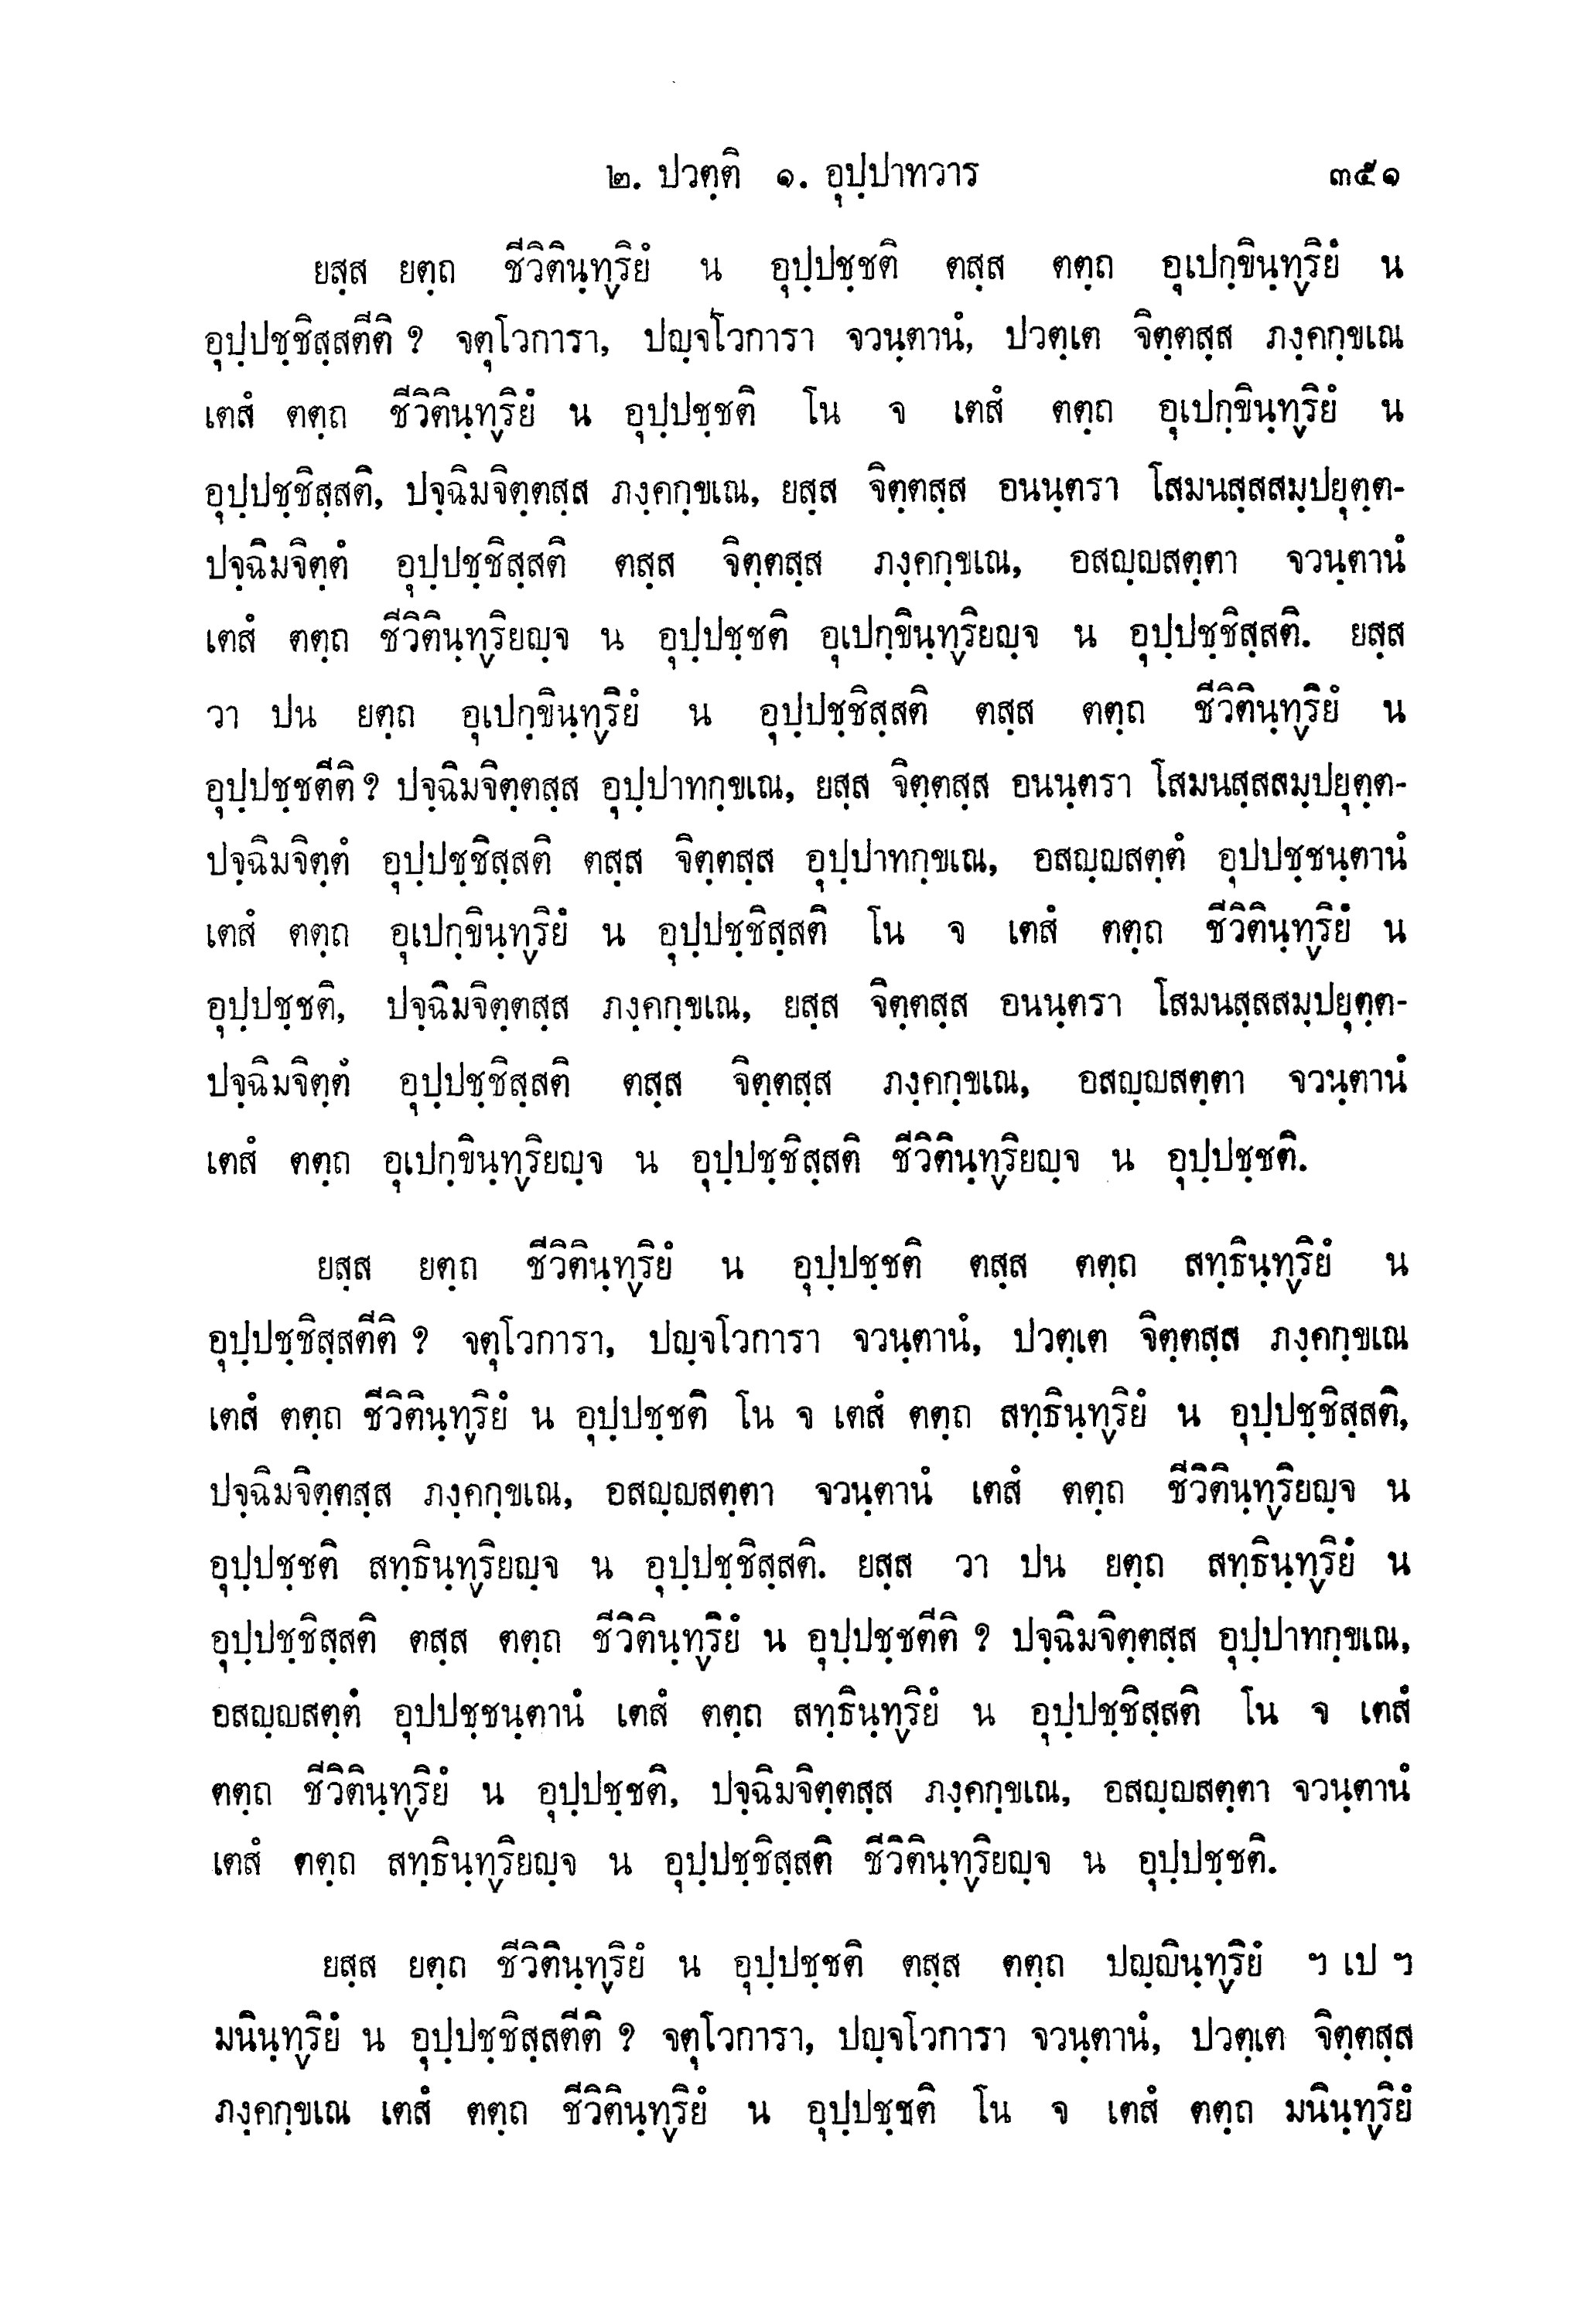 ๒. ปวตฺติ ๑. อุปฺปาทวาร ๓๕๑
ยสฺส ยตฺถ ชีวิตินฺทฺริยํ น อุปฺปชฺชติ ตสฺส ตตฺถ อุเปกฺขินฺทฺริยํ น
อุปฺปชฺชิสฺสตีติ ? จตุโวการา, ปญฺจโวการา จวนฺตานํ, ปวตฺเต จิตฺตสฺส ภงฺคกฺขเณ
เตสํ ตตฺถ ชีวิตินฺทฺริยํ น อุปฺปชฺชติ โน จ เตสํ ตตฺถ อุเปกฺขินฺทฺริยํ น
อุปฺปชฺชิสฺสติ, ปจฺฉิมจิตฺตสฺส ภงฺคกฺขเณ, ยสฺส จิตฺตสฺส อนนฺตรา โสมนสฺสสมฺปยุตฺต-
ปจฺฉิมจิตฺตํ อุปฺปชฺชิสฺสติ ตสฺส จิตฺตสฺส ภงฺคกฺขเณ, อสญฺญสตฺตา จวนฺตานํ
เตสํ ตตฺถ ชีวิตินฺทฺริยญฺจ น อุปฺปชฺชติ อุเปกฺขินฺทฺริยญฺจ น อุปฺปชฺชิสฺสติ. ยสฺส
วา ปน ยตฺถ อุเปกฺขินฺทฺริยํ น อุปฺปชฺชิสฺสติ ตสฺส ตตฺถ ชีวิตินฺทฺริยํ น
อุปฺปชฺชตีติ ? ปจฺฉิมจิตฺตสฺส อุปฺปาทกฺขเณ, ยสฺส จิตฺตสฺส อนนฺตรา โสมนสฺสสมฺปยุตฺต-
ปจฺฉิมจิตฺตํ อุปฺปชฺชิสฺสติ ตสฺส จิตฺตสฺส อุปฺปาทกฺขเณ, อสญฺญสตฺตํ อุปปชฺชนฺตานํ
เตสํ ตตฺถ อุเปกฺขินฺทฺริยํ น อุปฺปชฺชิสฺสติ โน จ เตสํ ตตฺถ ชีวิตินฺทฺริยํ น
อุปฺปชฺชติ, ปจฺฉิมจิตฺตสฺส ภงฺคกฺขเณ, ยสฺส จิตฺตสฺส อนนฺตรา โสมนสฺสสมฺปยุตฺต-
ปจฺฉิมจิตฺตํ อุปฺปชฺชิสฺสติ ตสฺส จิตฺตสฺส ภงฺคกฺขเณ, อสญฺญสตฺตา จวนฺตานํ
เตสํ ตตฺถ อุเปกฺขินฺทฺริยญฺจ น อุปฺปชฺชิสฺสติ ชีวิตินฺทฺริยญฺจ น อุปฺปชฺชติ.
ยสฺส ยตฺถ ชีวิตินฺทฺริยํ น อุปฺปชฺชติ ตสฺส ตตฺถ สทฺธินฺทฺริยํ น
อุปฺปชฺชิสฺสตีติ ? จตุโวการา, ปญฺจโวการา จวนฺตานํ, ปวตฺเต จิตฺตสฺส ภงฺคกฺขเณ
เตสํ ตตฺถ ชีวิตินฺทฺริยํ น อุปฺปชฺชติ โน จ เตสํ ตตฺถ สทฺธินฺทฺริยํ น อุปฺปชฺชิสฺสติ,
ปจฺฉิมจิตฺตสฺส ภงฺคกฺขเณ, อสญฺญสตฺตา จวนฺตานํ เตสํ ตตฺถ ชีวิตินฺทฺริยญฺจ น
อุปฺปชฺชติ สทฺธินฺทฺริยญฺจ น อุปฺปชฺชิสฺสติ. ยสฺส วา ปน ยตฺถ สทฺธินฺทฺริยํ น
อุปฺปชฺชิสฺสติ ตสฺส ตตฺถ ชีวิตินฺทฺริยํ น อุปฺปชฺชตีติ ? ปจฺฉิมจิตฺตสฺส อุปฺปาทกฺขเณ,
อสญฺญสตฺตํ อุปปชฺชนฺตานํ เตสํ ตตฺถ สทฺธินฺทฺริยํ น อุปฺปชฺชิสฺสติ โน จ เตสํ
ตตฺถ ชีวิตินฺทฺริยํ น อุปฺปชฺชติ, ปจฺฉิมจิตฺตสฺส ภงฺคกฺขเณ, อสญฺญสตฺตา จวนฺตานํ
เตสํ ตตฺถ สทฺธินฺทฺริยญฺจ น อุปฺปชฺชิสฺสติ ชีวิตินฺทฺริยญฺจ น อุปฺปชฺชติ.
ยสฺส ยตฺถ ชีวิตินฺทฺริยํ น อุปฺปชฺชติ ตสฺส ตตฺถ ปญฺญินฺทฺริยํ ฯ เป ฯ
มนินฺทฺริยํ น อุปฺปชฺชิสฺสตีติ ? จตุโวการา, ปญฺจโวการา จวนฺตานํ, ปวตฺเต จิตฺตสฺส
ภงฺคกฺขเณ เตสํ ตตฺถ ชีวิตินฺทฺริยํ น อุปฺปชฺชติ โน จ เตสํ ตตฺถ มนินฺทฺริยํ